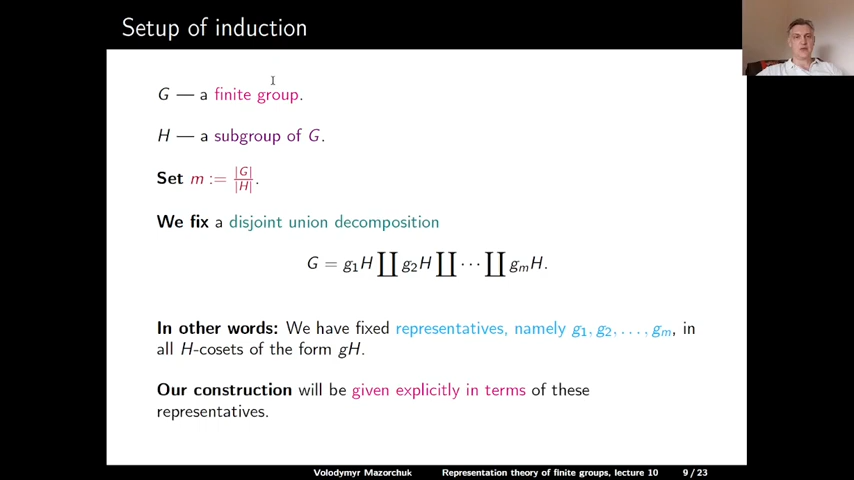 Setup of induction
G — a finite group.
H — a subgroup of G.
Set m := |G|/|H|.
We fix a disjoint union decomposition
G = g₁H ∐ g₂H ∐ ⋯ ∐ gₘH.
In other words: We have fixed representatives, namely g₁, g₂, . . . , gₘ, in
all H-cosets of the form gH.
Our construction will be given explicitly in terms of these
representatives.
Volodymyr Mazorchuk Representation theory of finite groups, lecture 10 9 / 23